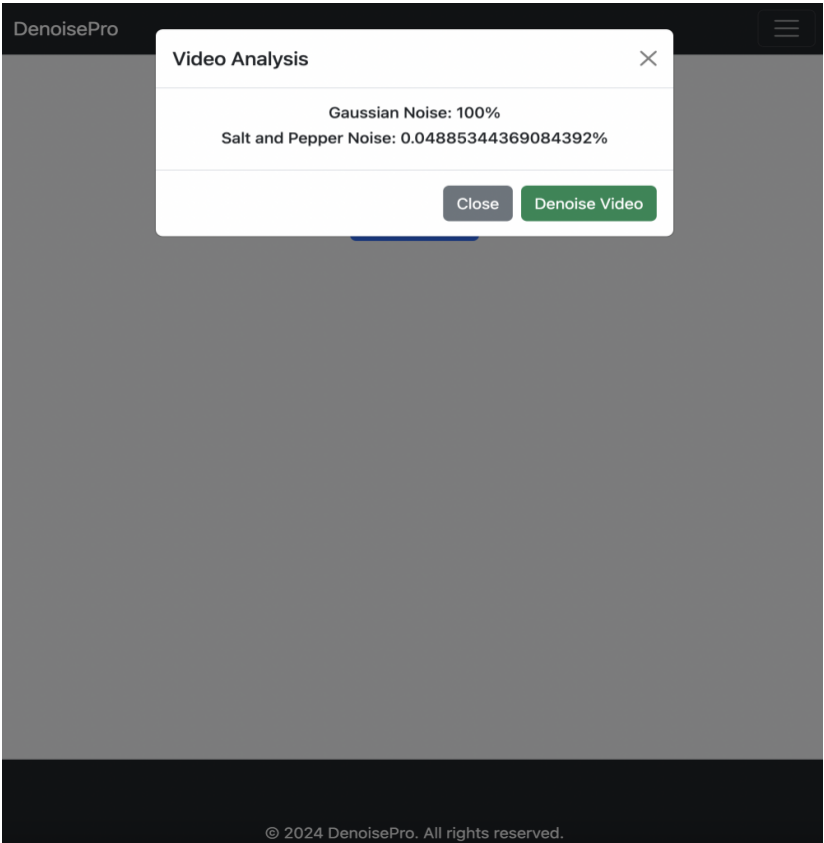 DenoisePro
Video Analysis
Gaussian Noise: 100%
Salt and Pepper Noise: 0.04885344369084392%
Close
Denoise Video
© 2024 DenoisePro. All rights reserved.